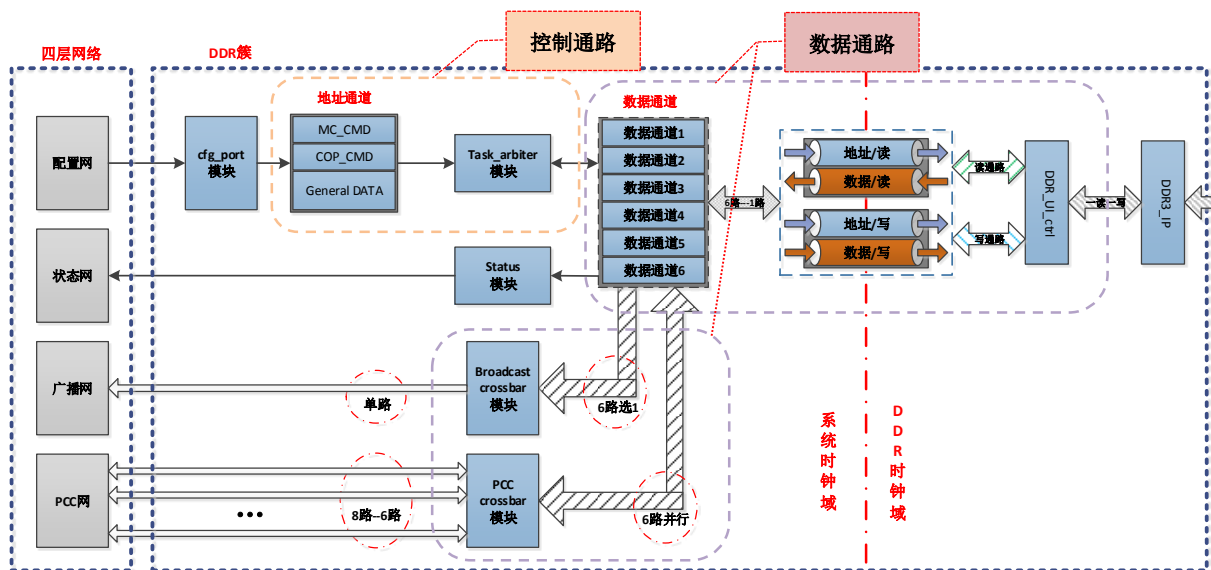 控制通路
数据通路
四层网络
DDR簇
地址通道
数据通道
配置网
cfg_port
模块
MC_CMD
COP_CMD
General DATA
Task_arbiter
模块
数据通道1
数据通道2
数据通道3
数据通道4
数据通道5
数据通道6
6路---1路
地址/读
数据/读
地址/写
数据/写
读通路
写通路
DDR_UI_Ctrl
一读一写
DDR3_IP
状态网
Status
模块
广播网
单路
Broadcast
crossbar
模块
6路选1
系统时钟域
DDR时钟域
PCC网
•••
8路--6路
PCC
crossbar
模块
6路并行